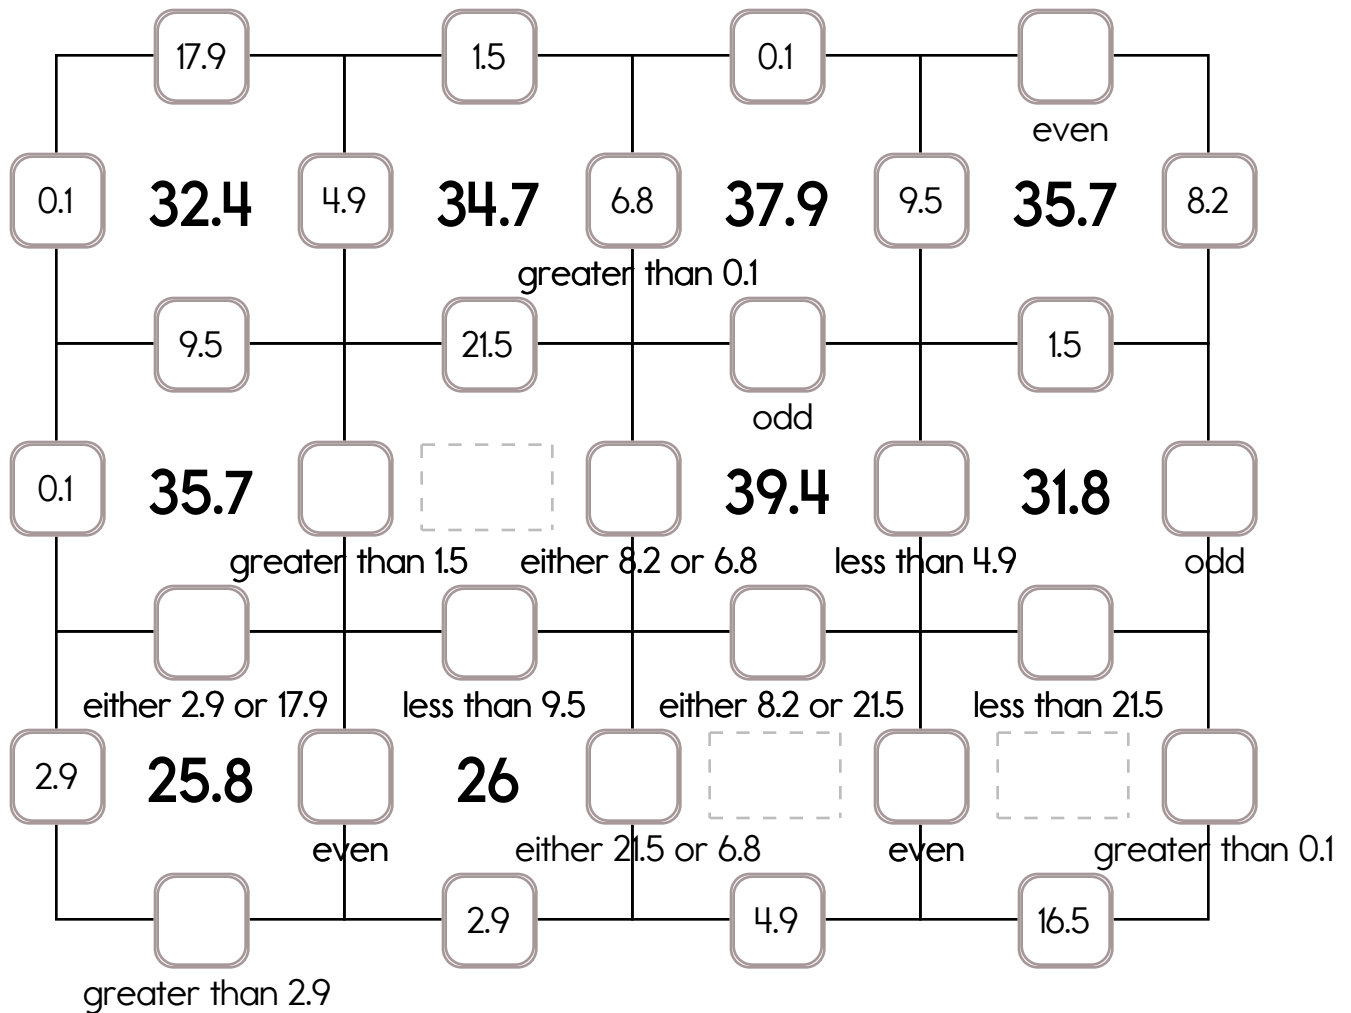 17.9 1.5 0.1
even
0.1 32.4 4.9 34.7 6.8 37.9 9.5 35.7 8.2
greater than 0.1
9.5 21.5 1.5
odd
0.1 35.7 39.4 31.8
greater than 1.5 either 8.2 or 6.8 less than 4.9 odd
either 2.9 or 17.9 less than 9.5 either 8.2 or 21.5 less than 21.5
2.9 25.8 26
even either 21.5 or 6.8 even greater than 0.1
2.9 4.9 16.5
greater than 2.9